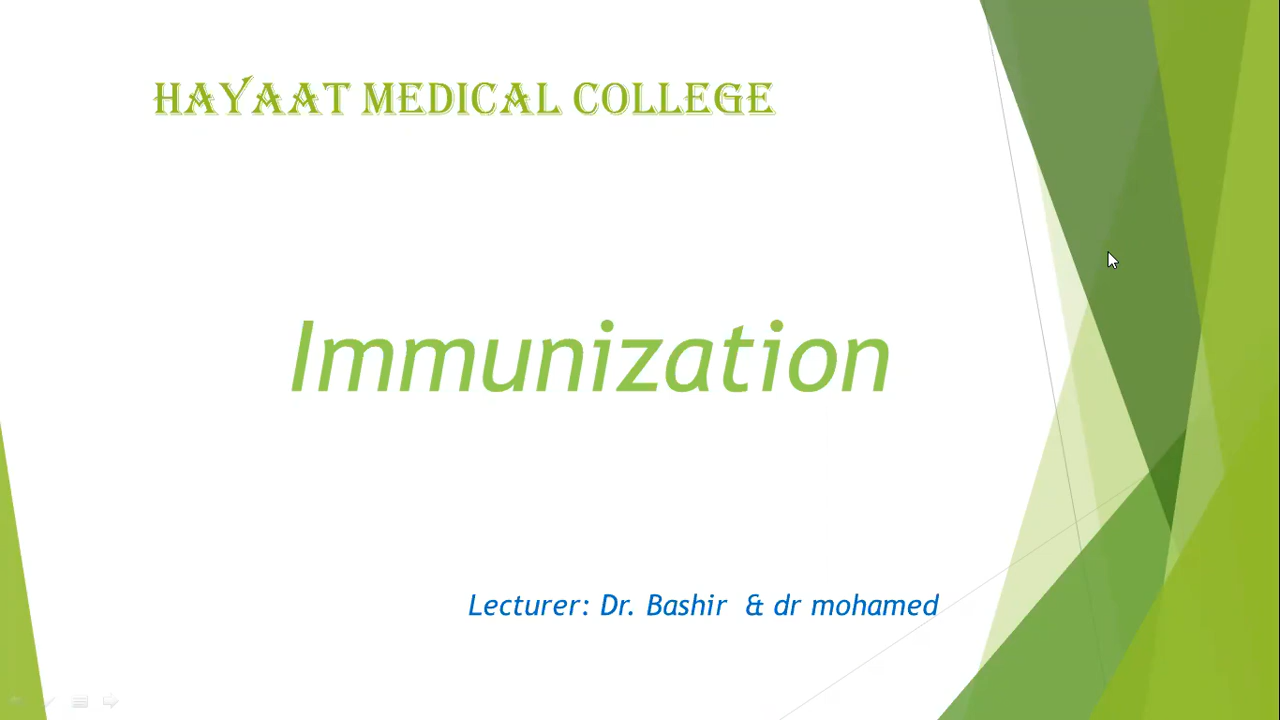 HAYAAT MEDICAL COLLEGE
Immunization
Lecturer: Dr. Bashir & dr mohamed